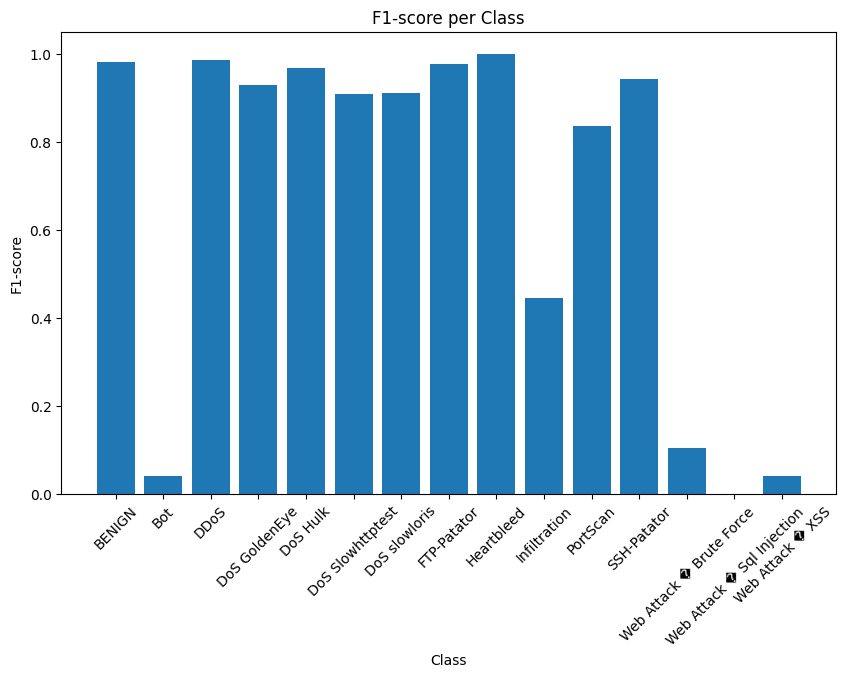 F1-score per Class
F1-score
1.0
0.8
0.6
0.4
0.2
0.0
BENIGN
Bot
DDoS
DoS GoldenEye
DoS Hulk
DoS Slowhttptest
DoS slowloris
FTP-Patator
Heartbleed
Infiltration
PortScan
SSH-Patator
Web Attack � Brute Force
Web Attack � Sql Injection
Web Attack � XSS
Class